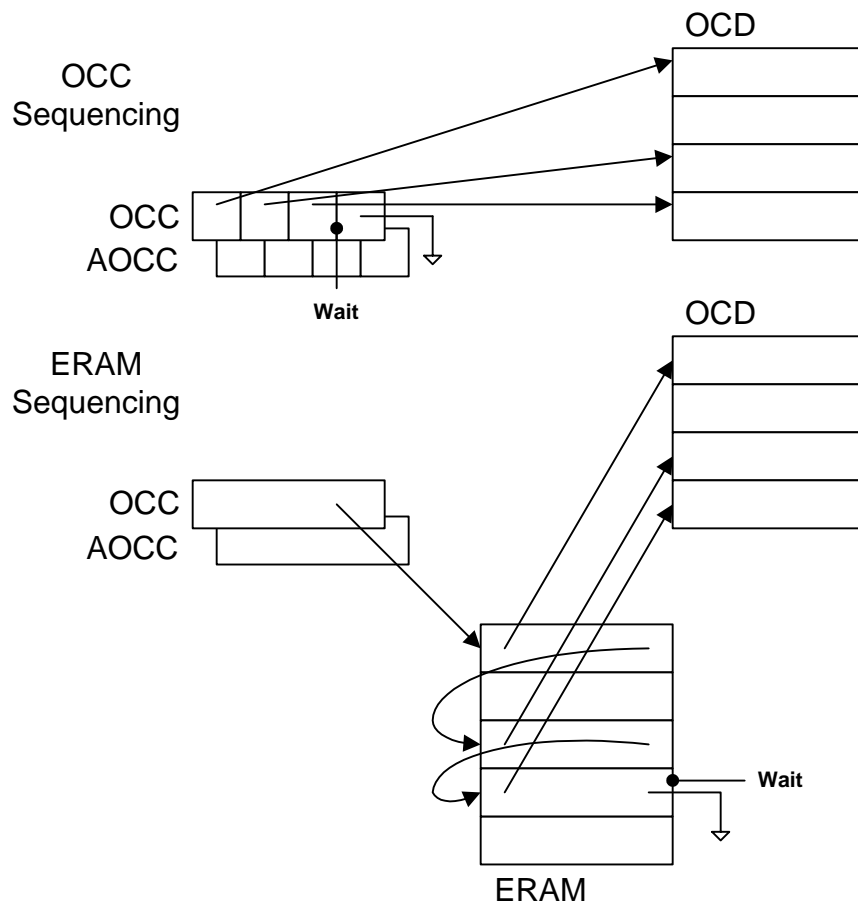 OCD
OCC
Sequencing
OCC
AOCC
Wait
OCD
ERAM
Sequencing
OCC
AOCC
Wait
ERAM